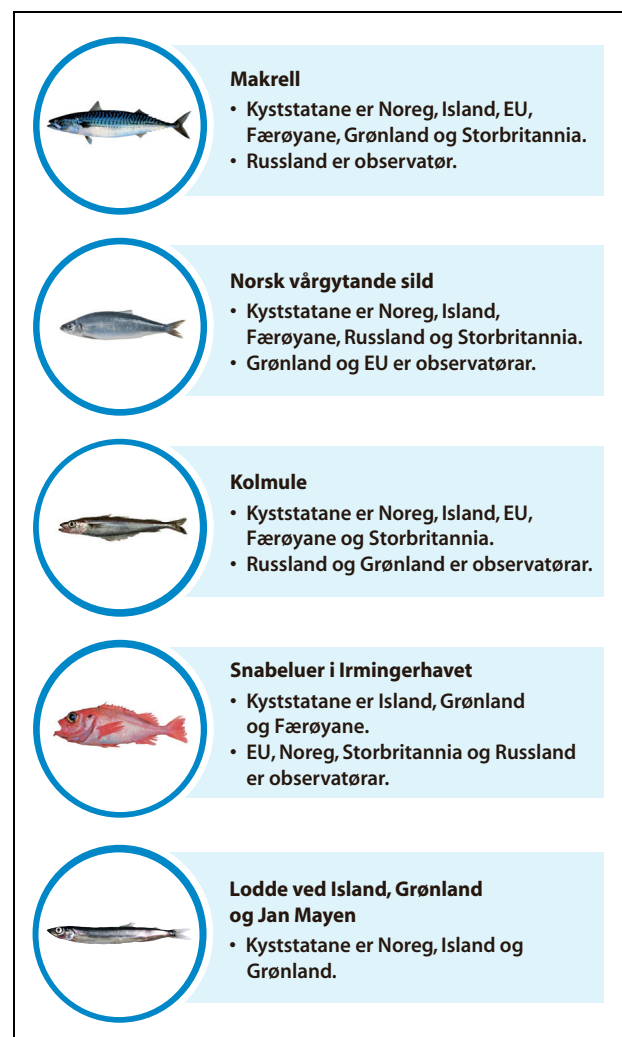 Makrell
• Kyststatane er Noreg, Island, EU,
Færøyane, Grønland og Storbritannia.
• Russland er observatør.
Norsk vårgytande sild
• Kyststatane er Noreg, Island,
Færøyane, Russland og Storbritannia.
• Grønland og EU er observatørar.
Kolmule
• Kyststatane er Noreg, Island, EU,
Færøyane og Storbritannia.
• Russland og Grønland er observatørar.
Snabeluer i Irmingerhavet
• Kyststatane er Island, Grønland
og Færøyane.
• EU, Noreg, Storbritannia og Russland
er observatørar.
Lodde ved Island, Grønland
og Jan Mayen
• Kyststatane er Noreg, Island og
Grønland.